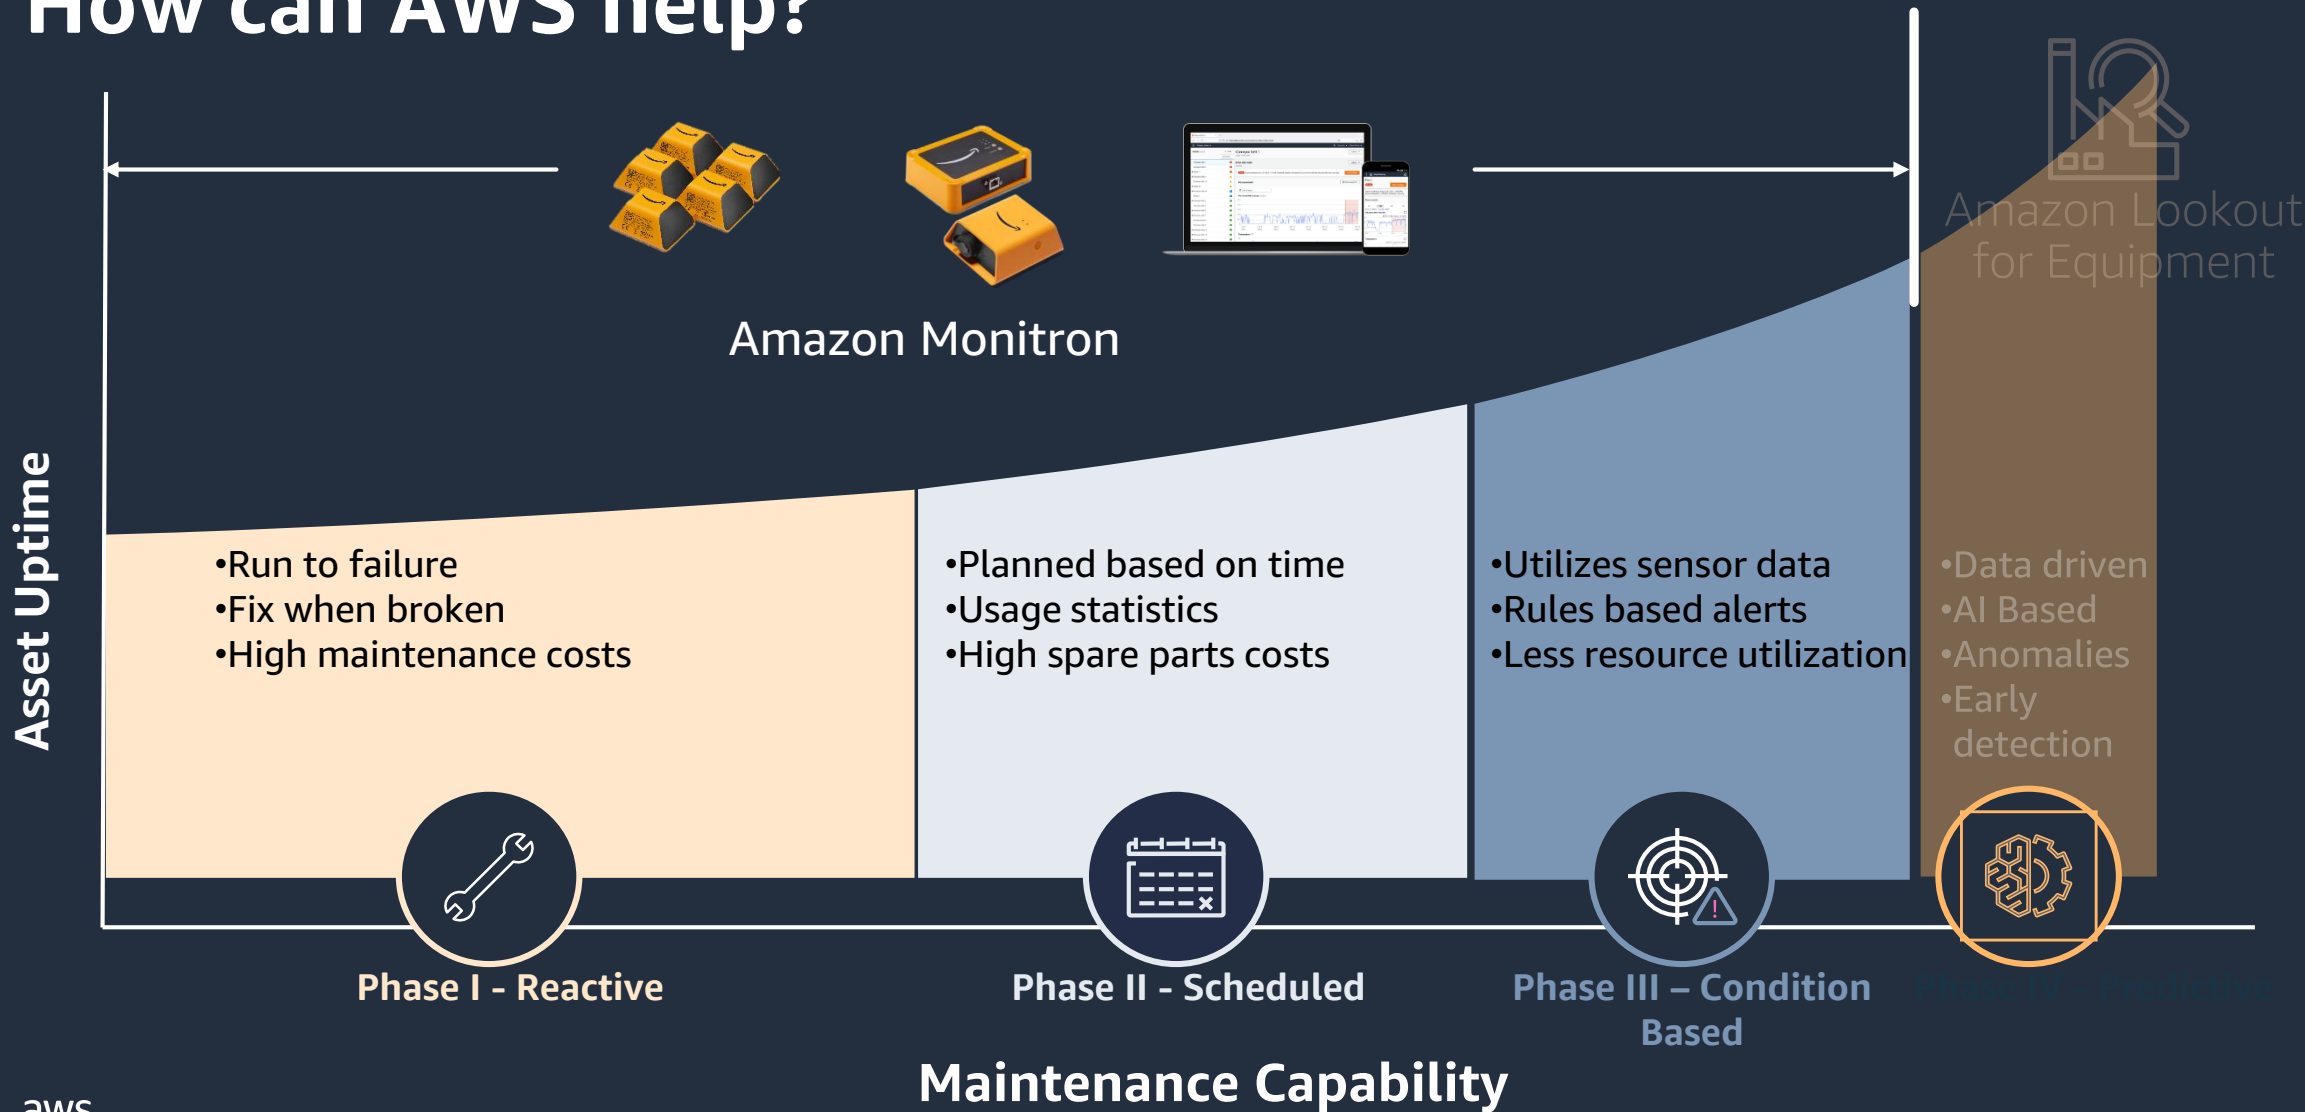 How can AWS help?
Amazon Lookout
for Equipment
Amazon Monitron
Asset Uptime
•Run to failure
•Fix when broken
•High maintenance costs
•Planned based on time
•Usage statistics
•High spare parts costs
•Utilizes sensor data
•Rules based alerts
•Less resource utilization
•Data driven
•AI Based
•Anomalies
•Early
detection
Phase I - Reactive
Phase II - Scheduled
Phase III – Condition
Based
Phase IV - Predictive
Maintenance Capability
aws